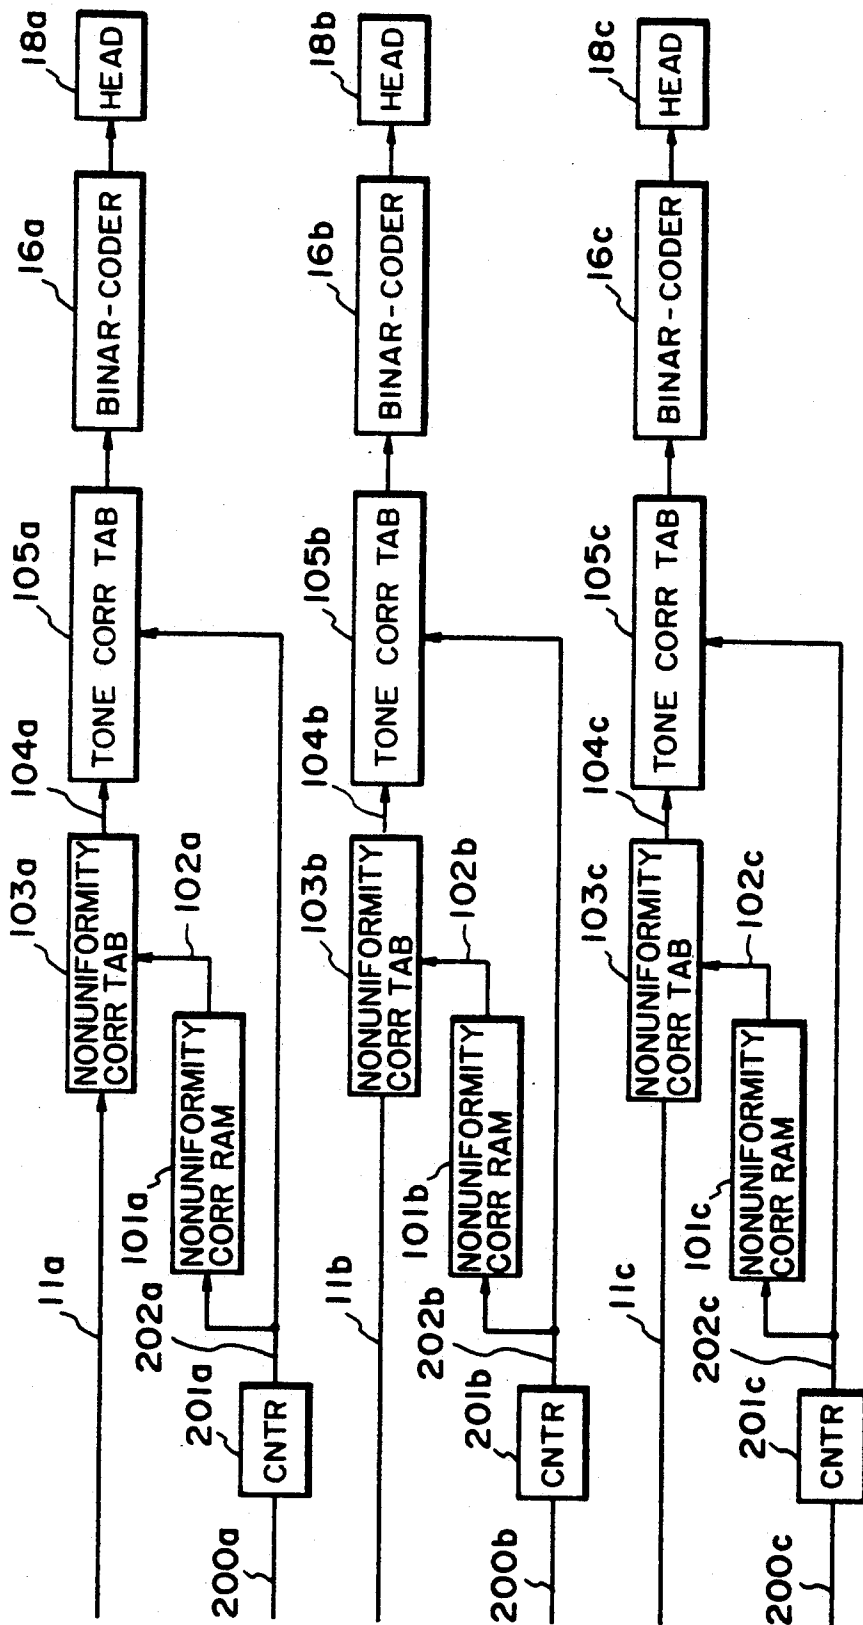 11a
103a
NONUNIFORMITY
CORR TAB
104a
105a
TONE CORR TAB
16a
BINAR-CODER
18a
HEAD
200a
201a
CNTR
202a
101a
NONUNIFORMITY
CORR RAM
102a
11b
103b
NONUNIFORMITY
CORR TAB
104b
105b
TONE CORR TAB
16b
BINAR-CODER
18b
HEAD
200b
201b
CNTR
202b
101b
NONUNIFORMITY
CORR RAM
102b
11c
103c
NONUNIFORMITY
CORR TAB
104c
105c
TONE CORR TAB
16c
BINAR-CODER
18c
HEAD
200c
201c
CNTR
202c
101c
NONUNIFORMITY
CORR RAM
102c